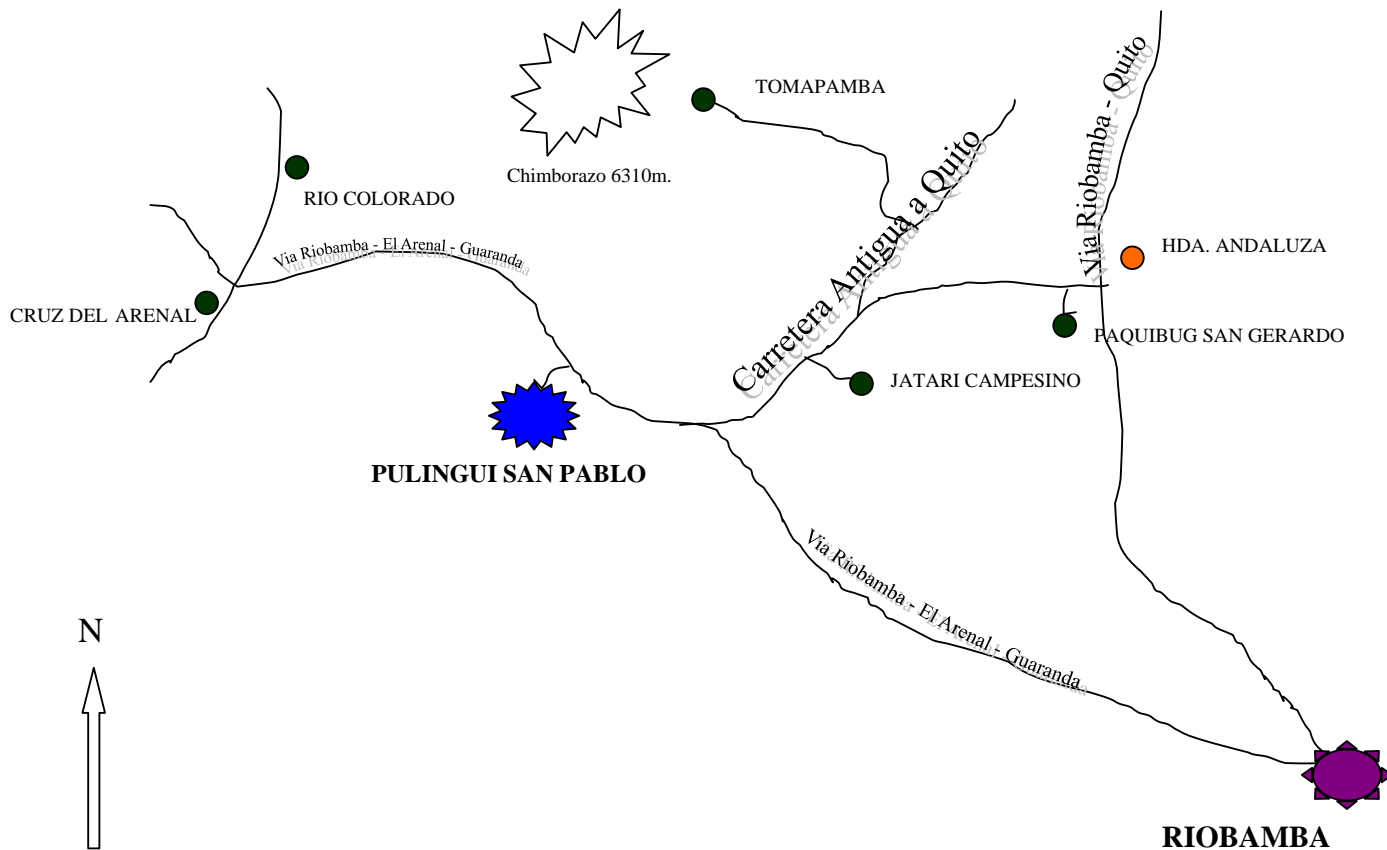 TOMAPAMBA
Chimborazo 6310m.
RIO COLORADO
Via Riobamba - El Arenal - Guaranda
CRUZ DEL ARENAL
Carretera Antigua a Quito
Via Riobamba - Quito
HDA. ANDALUZA
PAQUIBUG SAN GERARDO
JATARI CAMPESINO
PULINGUI SAN PABLO
Via Riobamba - El Arenal - Guaranda
N
RIOBAMBA